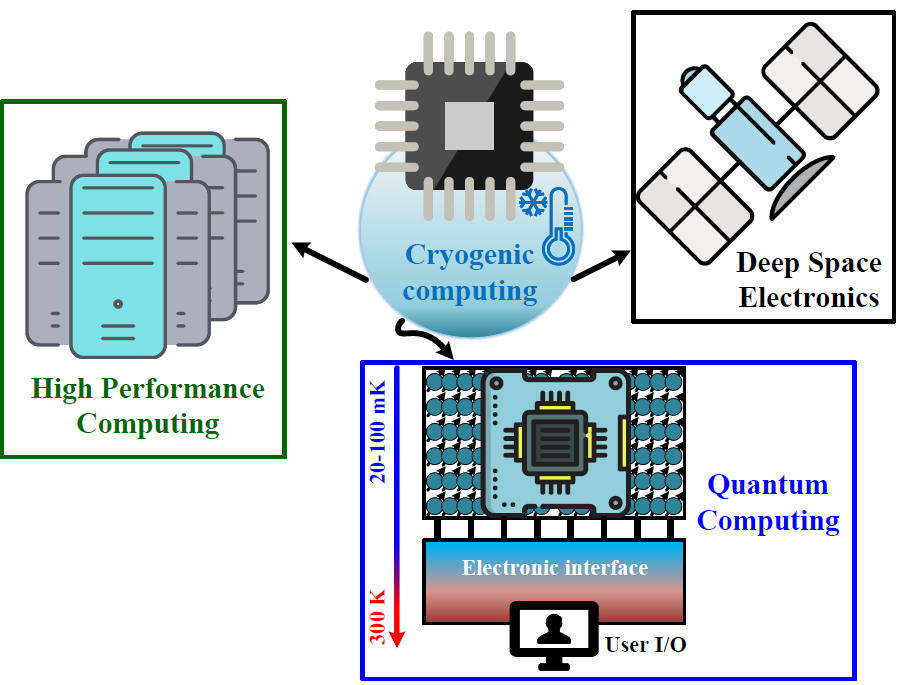 Cryogenic
computing
High Performance
Computing
Deep Space
Electronics
20-100 mK
300 K
Quantum
Computing
Electronic interface
User I/O